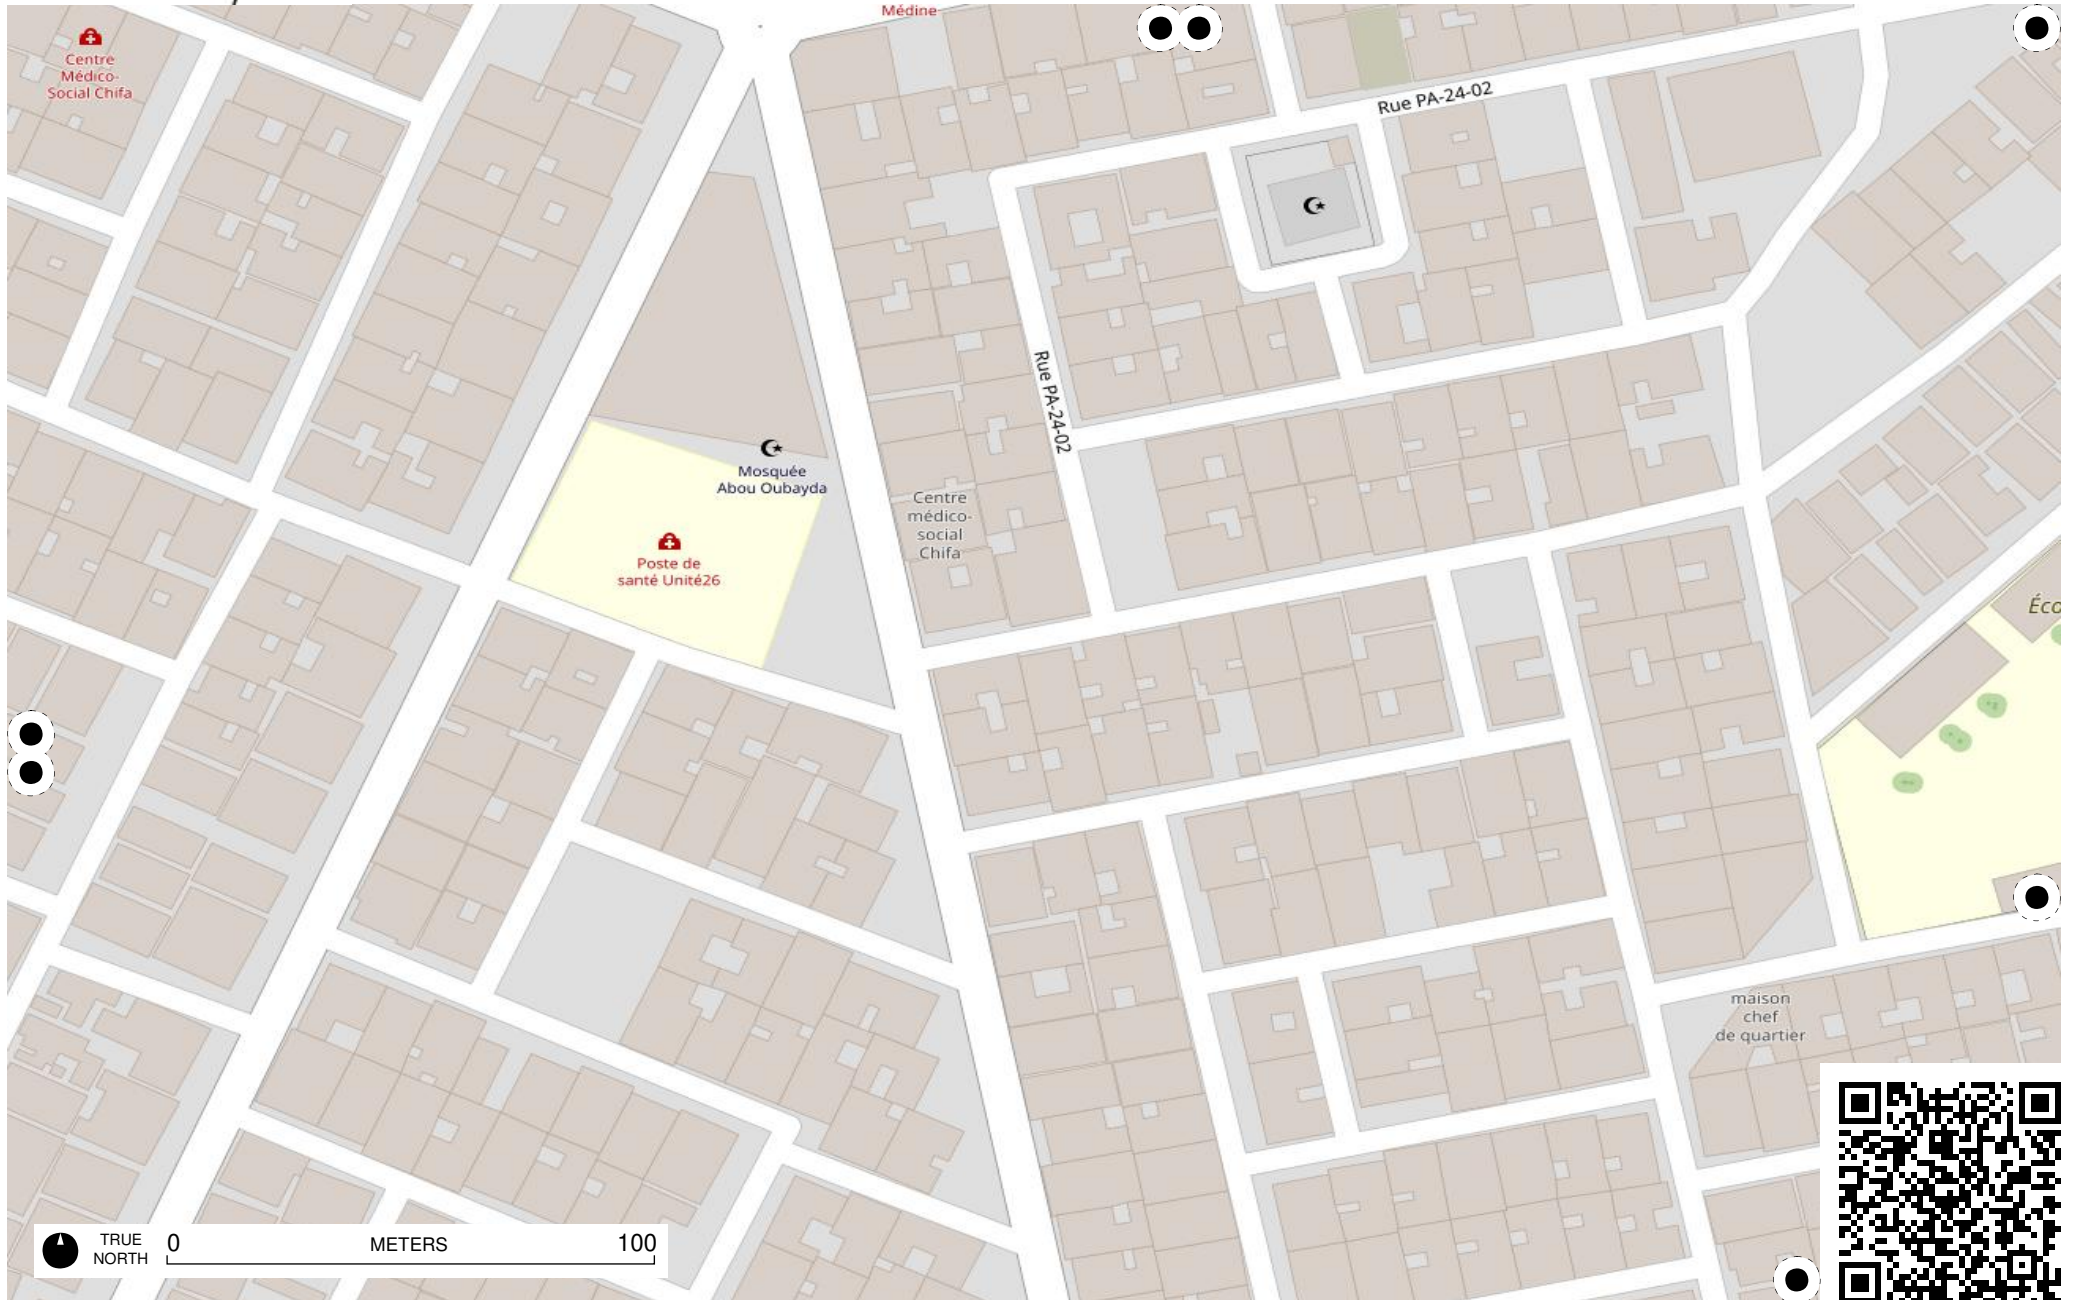 Médine
Centre
Médico-
Social Chifa
Rue PA-24-02
Rue PA-24-02
Mosquée
Abou Oubayda
Centre
médico-
social
Chifa
Poste de
santé Unité26
Éco
maison
chef
de quartier
TRUE
NORTH
0 METERS 100